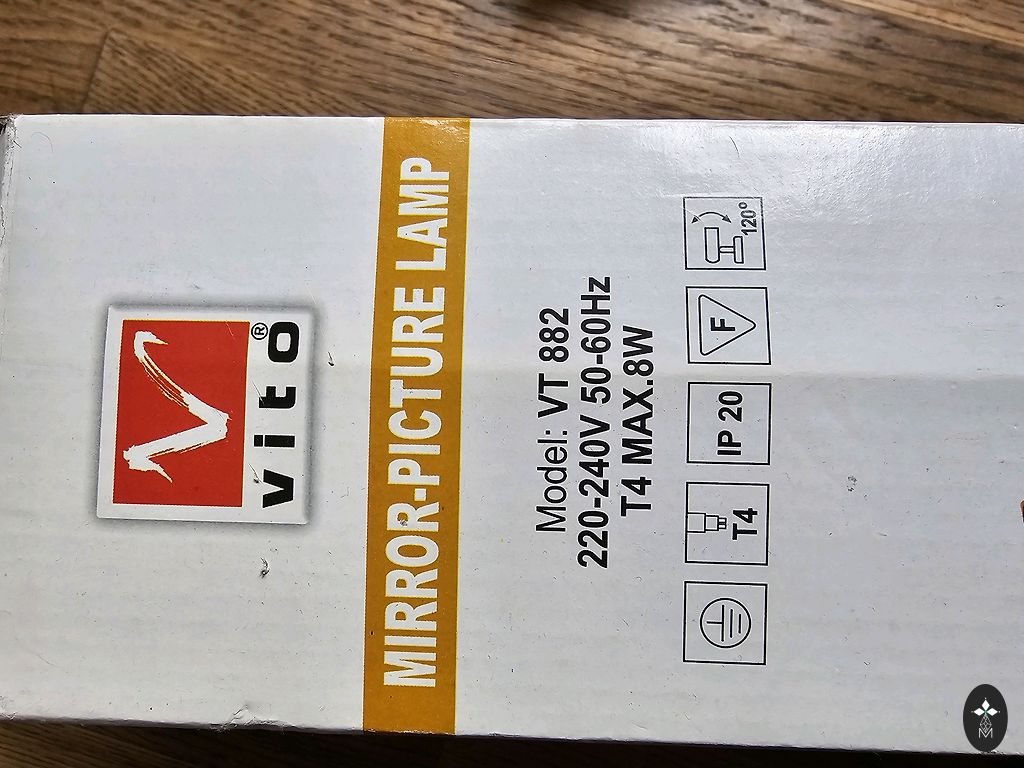 vito®
MIRROR-PICTURE LAMP
Model: VT 882
220-240V 50-60Hz
T4 MAX.8W
T4
IP 20
F
120°
M